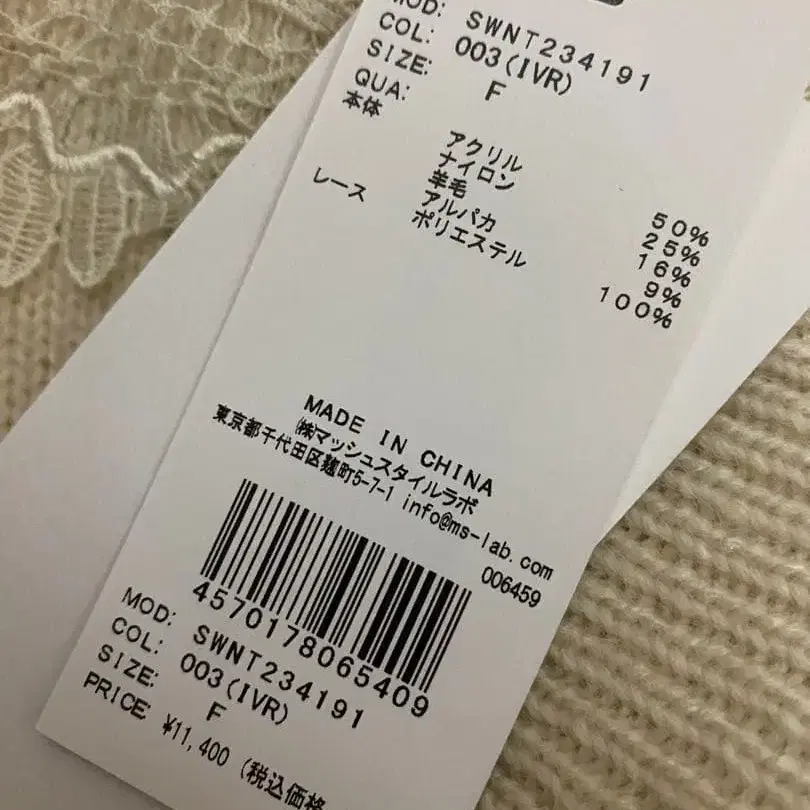 MOD: SWNT234191
COL: 003(IVR)
SIZE: F
QUA:
本体
アクリル 50%
ナイロン 25%
羊毛 16%
アルパカ 9%
レース ポリエステル 100%
MADE IN CHINA
㈱マッシュスタイルラボ
東京都千代田区麹町5-7-1 info@ms-lab.com
006459
4570178065409
MOD: SWNT234191
COL: 003(IVR)
SIZE: F
PRICE: ¥11,400 (税込価格